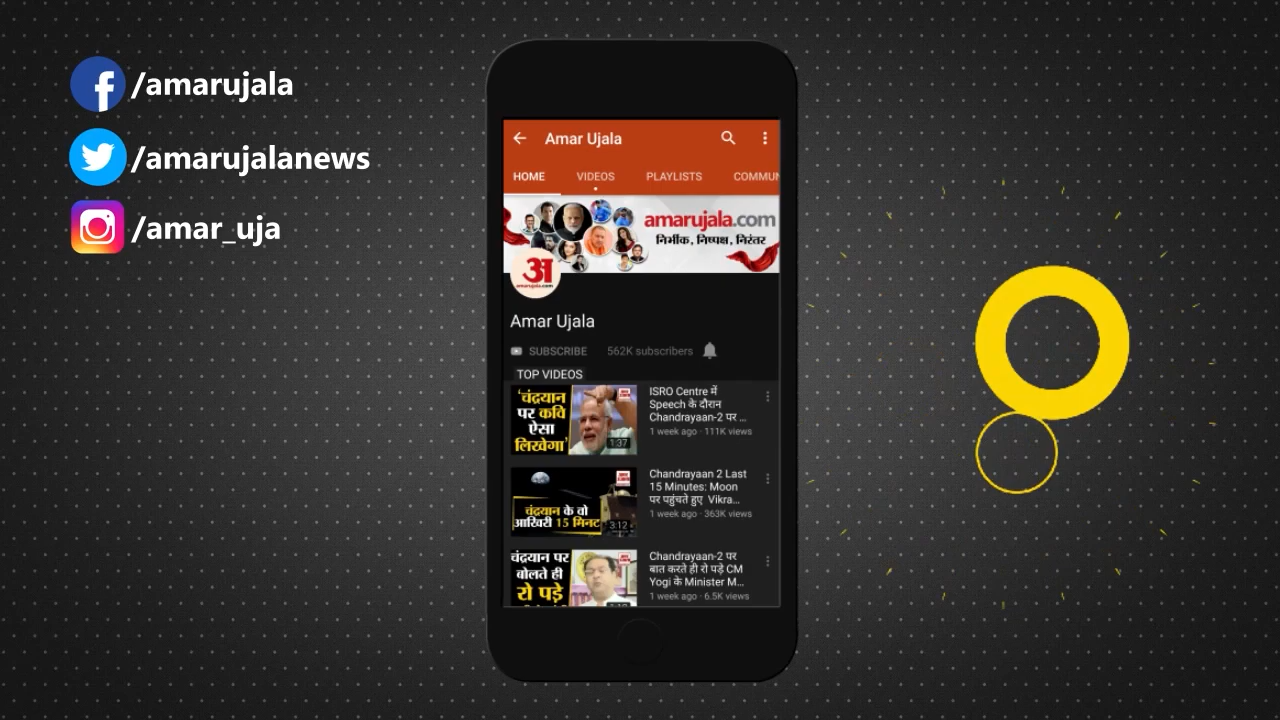 /amarujala
/amarujalanews
/amar_uja
Amar Ujala
HOME VIDEOS PLAYLISTS COMMUN
amarujala.com
निर्भीक, निष्पक्ष, निरंतर
अ
amarujala.com
Amar Ujala
SUBSCRIBE 562K subscribers
TOP VIDEOS
'चंद्रयान
पर कवि
ऐसा
लिखेगा'
1:37
ISRO Centre में
Speech के दौरान
Chandrayaan-2 पर ...
1 week ago · 111K views
चंद्रयान के वो
आखिरी 15 मिनट
3:12
Chandrayaan 2 Last
15 Minutes: Moon
पर पहुंचते हुए Vikra...
1 week ago · 363K views
चंद्रयान पर
बोलते ही
रो पड़े
Chandrayaan-2 पर
बात करते ही रो पड़े CM
Yogi के Minister M...
1 week ago · 6.5K views